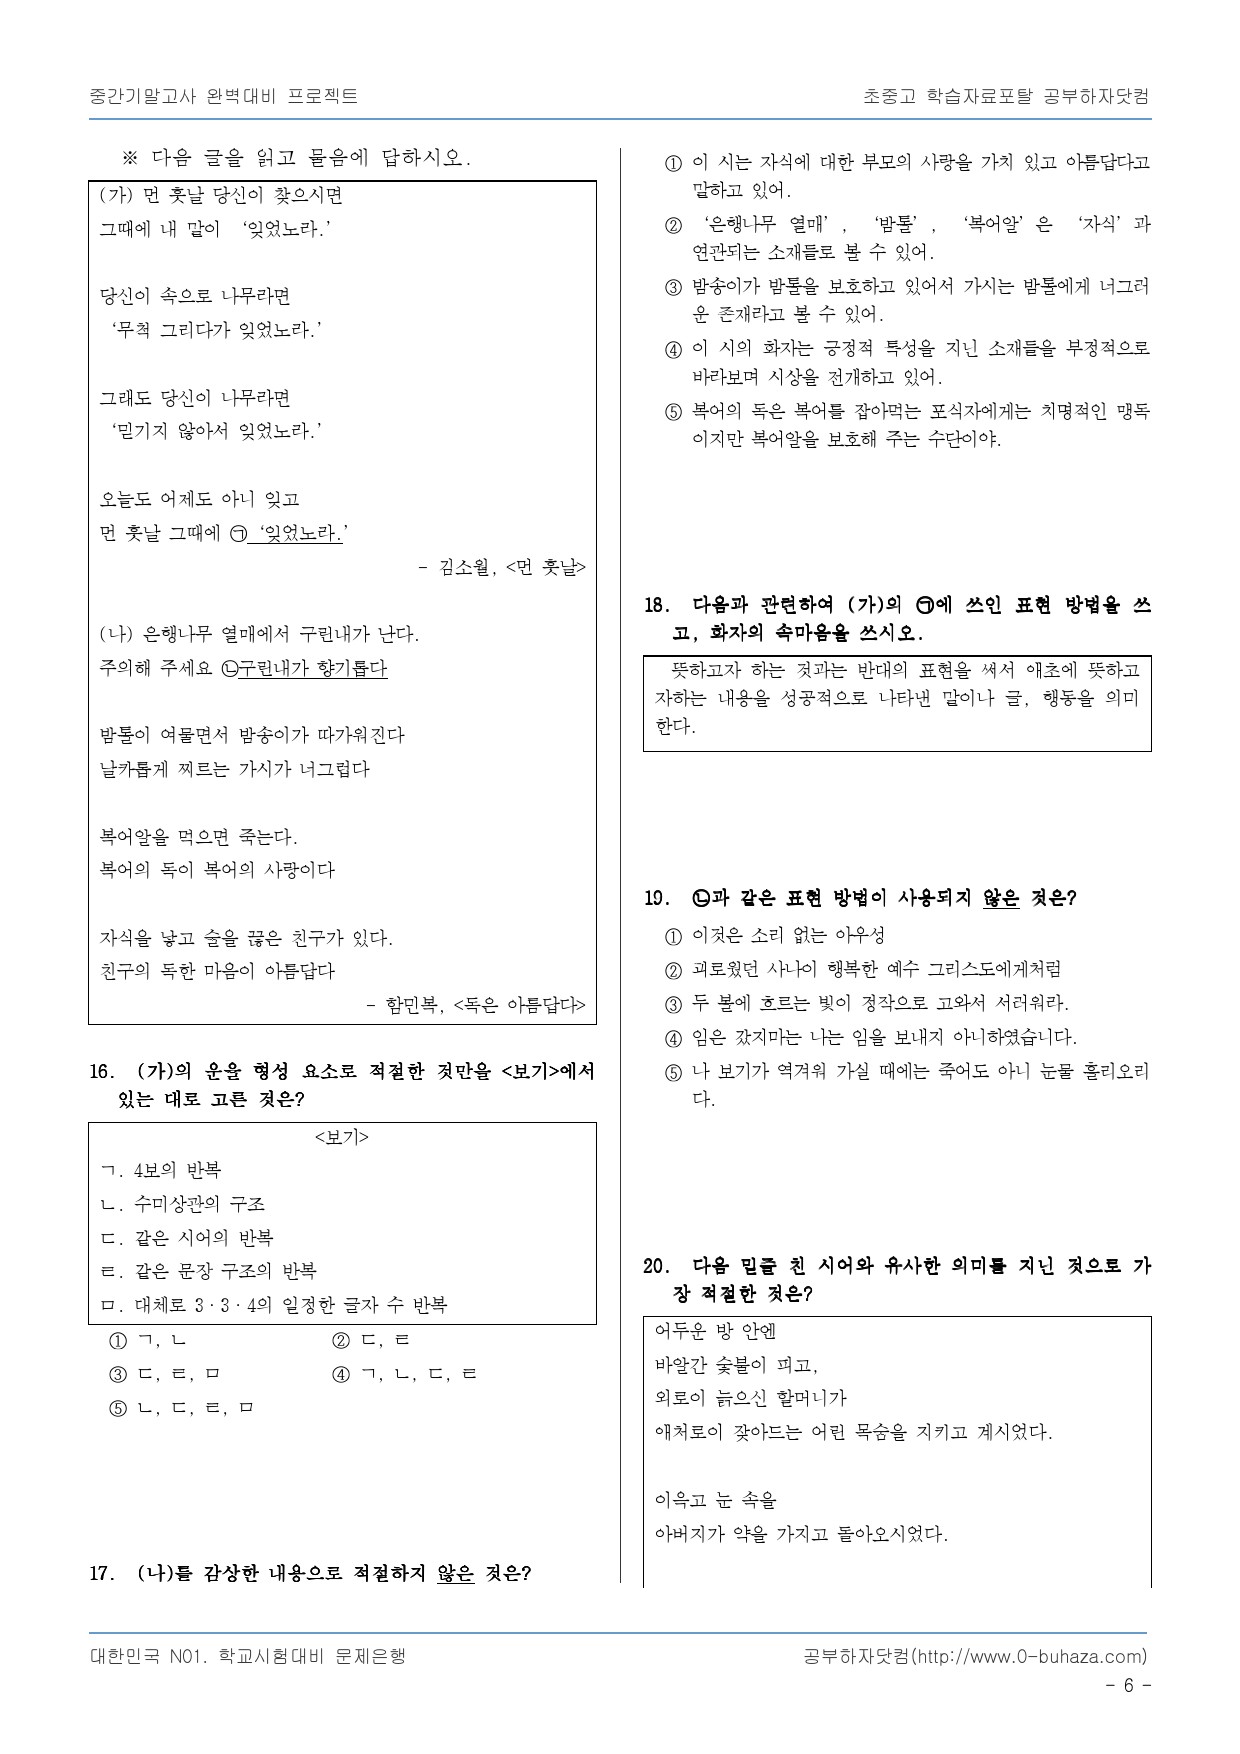 중간기말고사 완벽대비 프로젝트
초중고 학습자료포탈 공부하자닷컴
※ 다음 글을 읽고 물음에 답하시오.
(가) 먼 훗날 당신이 찾으시면
그때에 내 말이 ‘잊었노라.’
당신이 속으로 나무라면
‘무척 그리다가 잊었노라.’
그래도 당신이 나무라면
‘믿기지 않아서 잊었노라.’
오늘도 어제도 아니 잊고
먼 훗날 그때에 ㉠‘잊었노라.’
- 김소월, <먼 훗날>
(나) 은행나무 열매에서 구린내가 난다.
주의해 주세요 ㉡구린내가 향기롭다
밤톨이 여물면서 밤송이가 따가워진다
날카롭게 찌르는 가시가 너그럽다
복어알을 먹으면 죽는다.
복어의 독이 복어의 사랑이다
자식을 낳고 술을 끊은 친구가 있다.
친구의 독한 마음이 아름답다
- 함민복, <독은 아름답다>
16. (가)의 운율 형성 요소로 적절한 것만을 <보기>에서
있는 대로 고른 것은?
<보기>
ㄱ. 4보의 반복
ㄴ. 수미상관의 구조
ㄷ. 같은 시어의 반복
ㄹ. 같은 문장 구조의 반복
ㅁ. 대체로 3·3·4의 일정한 글자 수 반복
① ㄱ, ㄴ ② ㄷ, ㄹ
③ ㄷ, ㄹ, ㅁ ④ ㄱ, ㄴ, ㄷ, ㄹ
⑤ ㄴ, ㄷ, ㄹ, ㅁ
17. (나)를 감상한 내용으로 적절하지 않은 것은?
① 이 시는 자식에 대한 부모의 사랑을 가치 있고 아름답다고
말하고 있어.
② ‘은행나무 열매’, ‘밤톨’, ‘복어알’은 ‘자식’과
연관되는 소재들로 볼 수 있어.
③ 밤송이가 밤톨을 보호하고 있어서 가시는 밤톨에게 너그러
운 존재라고 볼 수 있어.
④ 이 시의 화자는 긍정적 특성을 지닌 소재들을 부정적으로
바라보며 시상을 전개하고 있어.
⑤ 복어의 독은 복어를 잡아먹는 포식자에게는 치명적인 맹독
이지만 복어알을 보호해 주는 수단이야.
18. 다음과 관련하여 (가)의 ㉠에 쓰인 표현 방법을 쓰
고, 화자의 속마음을 쓰시오.
뜻하고자 하는 것과는 반대의 표현을 써서 애초에 뜻하고
자하는 내용을 성공적으로 나타낸 말이나 글, 행동을 의미
한다.
19. ㉡과 같은 표현 방법이 사용되지 않은 것은?
① 이것은 소리 없는 아우성
② 괴로웠던 사나이 행복한 예수 그리스도에게처럼
③ 두 볼에 흐르는 빛이 정작으로 고와서 서러워라.
④ 임은 갔지마는 나는 임을 보내지 아니하였습니다.
⑤ 나 보기가 역겨워 가실 때에는 죽어도 아니 눈물 흘리오리
다.
20. 다음 밑줄 친 시어와 유사한 의미를 지닌 것으로 가
장 적절한 것은?
어두운 방 안엔
바알간 숯불이 피고,
외로이 늙으신 할머니가
애처로이 잦아드는 어린 목숨을 지키고 계시었다.
이윽고 눈 속을
아버지가 약을 가지고 돌아오시었다.
대한민국 N01. 학교시험대비 문제은행
공부하자닷컴(http://www.0-buhaza.com)
- 6 -